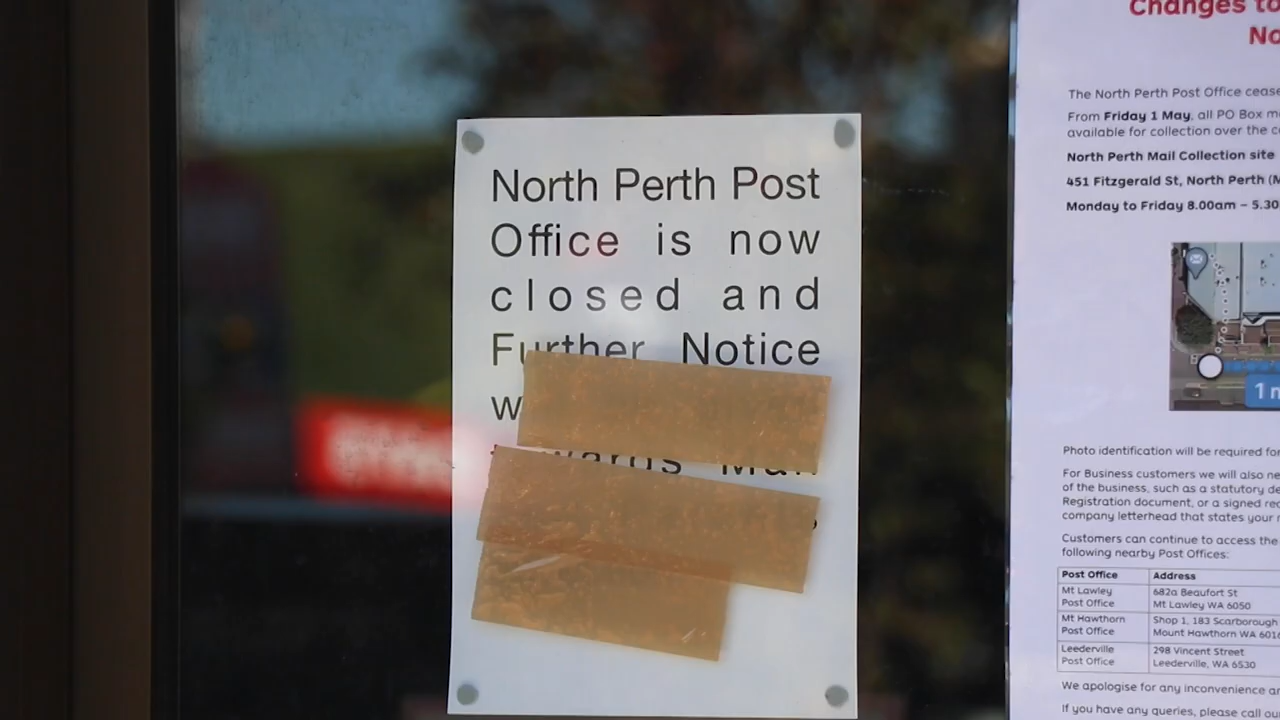 North Perth Post
Office is now
closed and
Further Notice
Changes to
The North Perth Post Office
From Friday 1 May, all PO Box
available for collection over the
North Perth Mail Collection site
451 Fitzgerald St, North Perth
Monday to Friday 8.00am – 5.30
Photo identification will be required for
For Business customers we will also
of the business, such as a statutory
Registration document, or a signed
company letterhead that states your
Customers can continue to access the
following nearby Post Offices:
Post Office Address
Mt Lawley
Post Office
682a Beaufort St
Mt Lawley WA 6050
Mt Hawthorn
Post Office
Shop 1, 183 Scarborough
Mount Hawthorn WA 6016
Leederville
Post Office
298 Vincent Street
Leederville, WA 6530
We apologise for any inconvenience
If you have any queries, please call